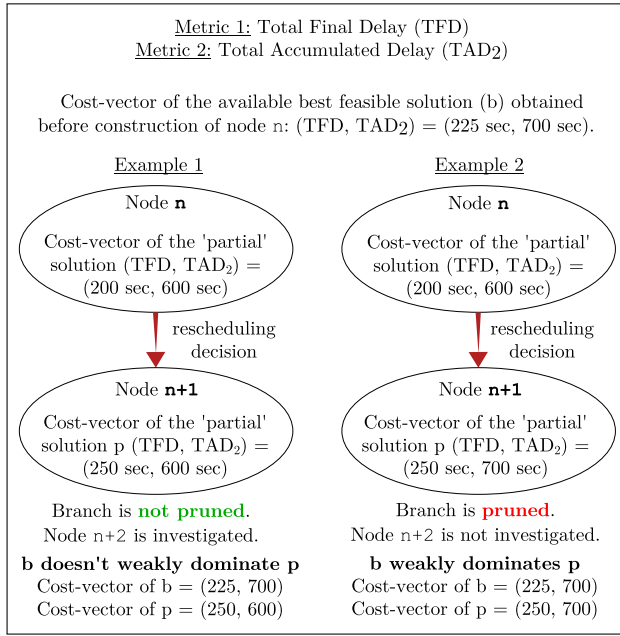 Metric 1: Total Final Delay (TFD)
Metric 2: Total Accumulated Delay (TAD2)
Cost-vector of the available best feasible solution (b) obtained
before construction of node n: (TFD, TAD2) = (225 sec, 700 sec).
Example 1
Node n
Cost-vector of the 'partial'
solution (TFD, TAD₂) =
(200 sec, 600 sec)
rescheduling
decision
Node n+1
Cost-vector of the 'partial'
solution p (TFD, TAD₂) =
(250 sec, 600 sec)
Branch is not pruned.
Node n+2 is investigated.
b doesn't weakly dominate p
Cost-vector of b = (225, 700)
Cost-vector of p = (250, 600)
Example 2
Node n
Cost-vector of the 'partial'
solution (TFD, TAD₂) =
(200 sec, 600 sec)
rescheduling
decision
Node n+1
Cost-vector of the 'partial'
solution p (TFD, TAD₂) =
(250 sec, 700 sec)
Branch is pruned.
Node n+2 is not investigated.
b weakly dominates p
Cost-vector of b = (225, 700)
Cost-vector of p = (250, 700)